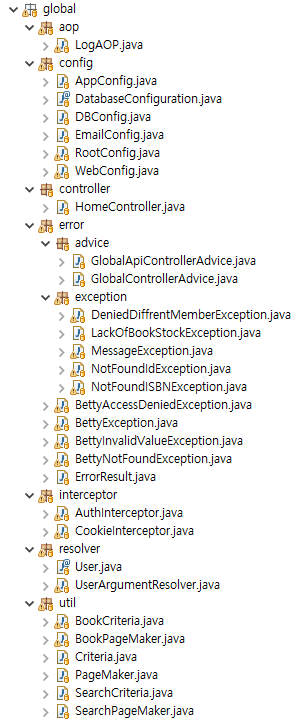 global
aop
LogAOP.java
config
AppConfig.java
DatabaseConfiguration.java
DBConfig.java
EmailConfig.java
RootConfig.java
WebConfig.java
controller
HomeController.java
error
advice
GlobalApiControllerAdvice.java
GlobalControllerAdvice.java
exception
DeniedDiffrentMemberException.java
LackOfBookStockException.java
MessageException.java
NotFoundIdException.java
NotFoundISBNException.java
BettyAccessDeniedException.java
BettyException.java
BettyInvalidValueException.java
BettyNotFoundException.java
ErrorResult.java
interceptor
AuthInterceptor.java
CookieInterceptor.java
resolver
User.java
UserArgumentResolver.java
util
BookCriteria.java
BookPageMaker.java
Criteria.java
PageMaker.java
SearchCriteria.java
SearchPageMaker.java